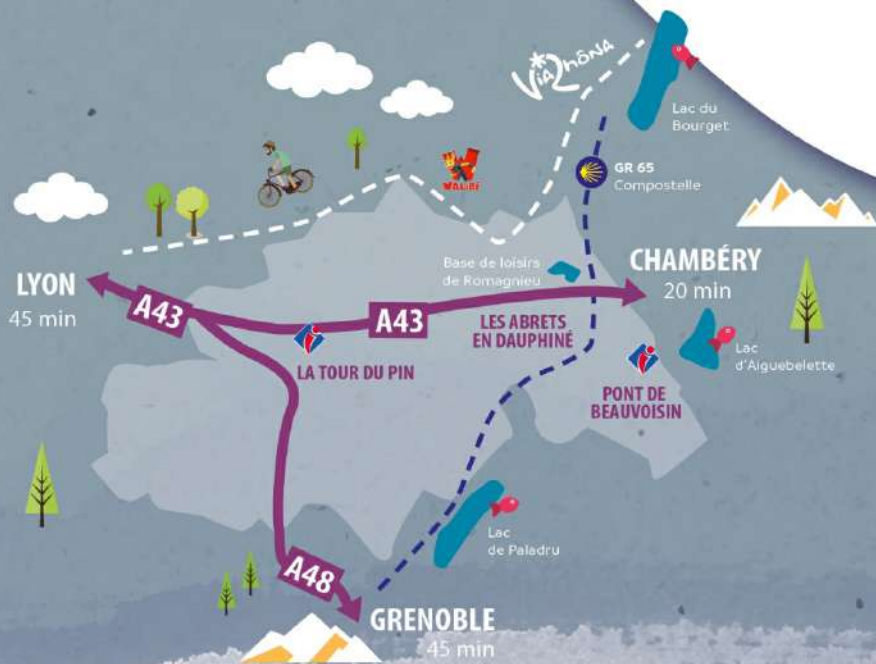 ViaRhôna
Lac du
Bourget
GR 65
Compostelle
WALIBI
Base de loisirs
de Romagnieu
CHAMBÉRY
20 min
LYON
45 min
A43
A43
LES ABRETS
EN DAUPHINÉ
LA TOUR DU PIN
PONT DE
BEAUVOISIN
Lac
d'Aiguebelette
Lac
de Paladru
A48
GRENOBLE
45 min